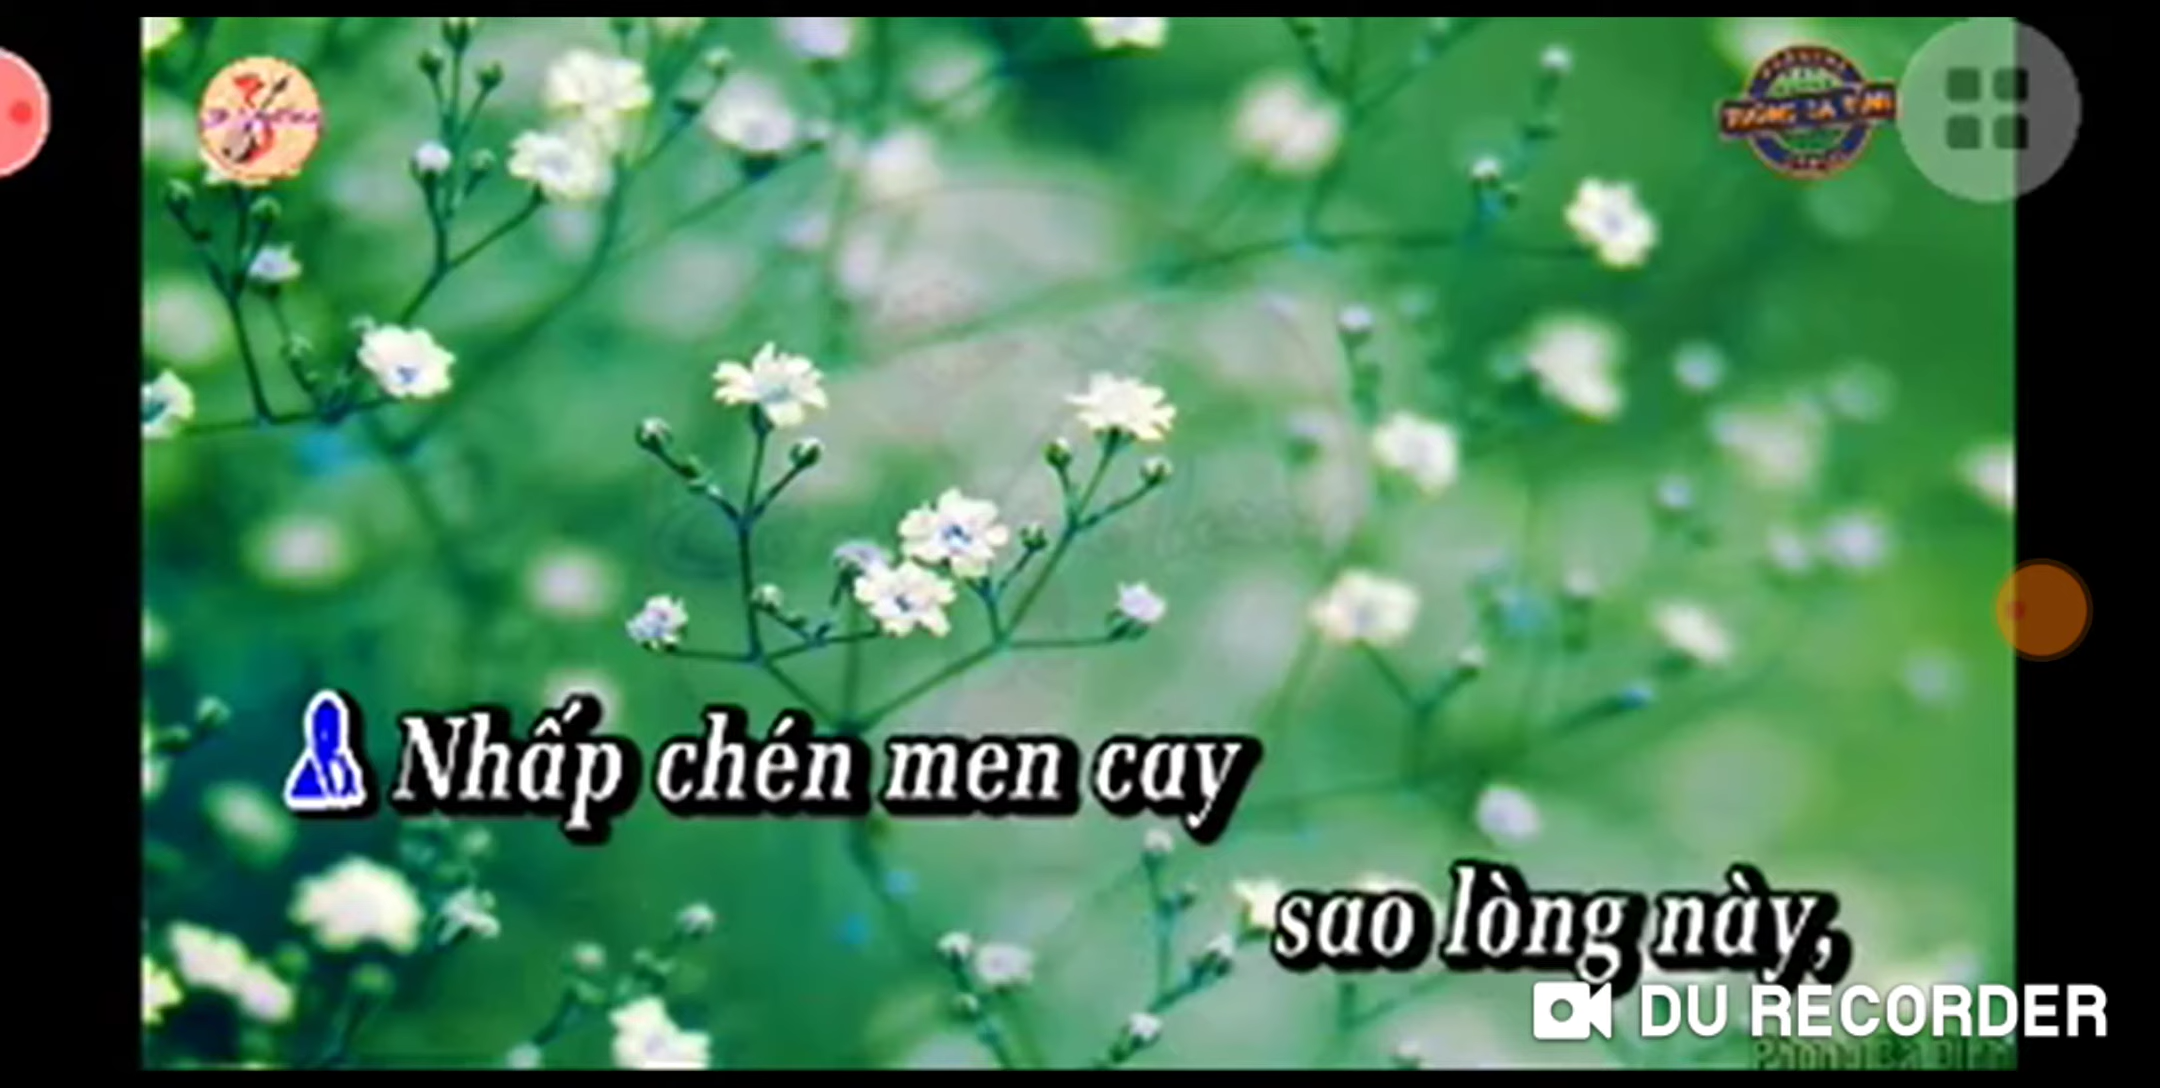 Nhấp chén men cay
sao lòng này,
DU RECORDER